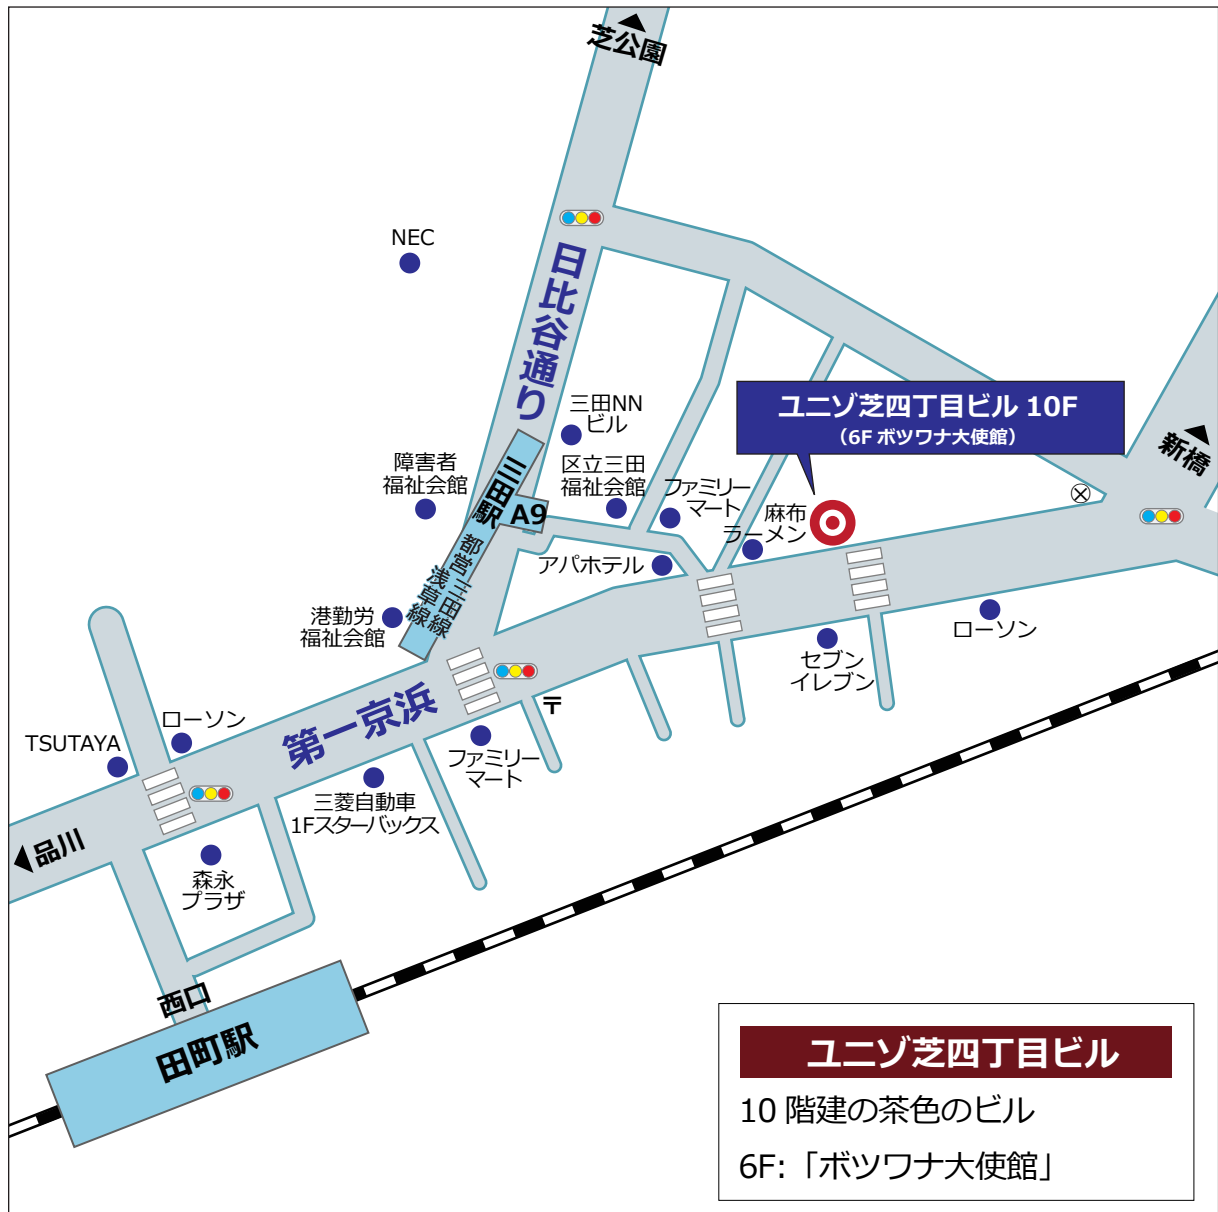 芝公園
NEC
日比谷通り
三田NN
ビル
ユニゾ芝四丁目ビル 10F
（6F ボツワナ大使館）
新橋
障害者
福祉会館
三田駅
A9
区立三田
福祉会館
ファミリー
マート
麻布
ラーメン
都営三田線
浅草線
アパホテル
港勤労
福祉会館
ローソン
セブン
イレブン
〒
第一京浜
ローソン
TSUTAYA
ファミリー
マート
三菱自動車
1Fスターバックス
品川
森永
プラザ
西口
田町駅
ユニゾ芝四丁目ビル
10 階建の茶色のビル
6F:「ボツワナ大使館」